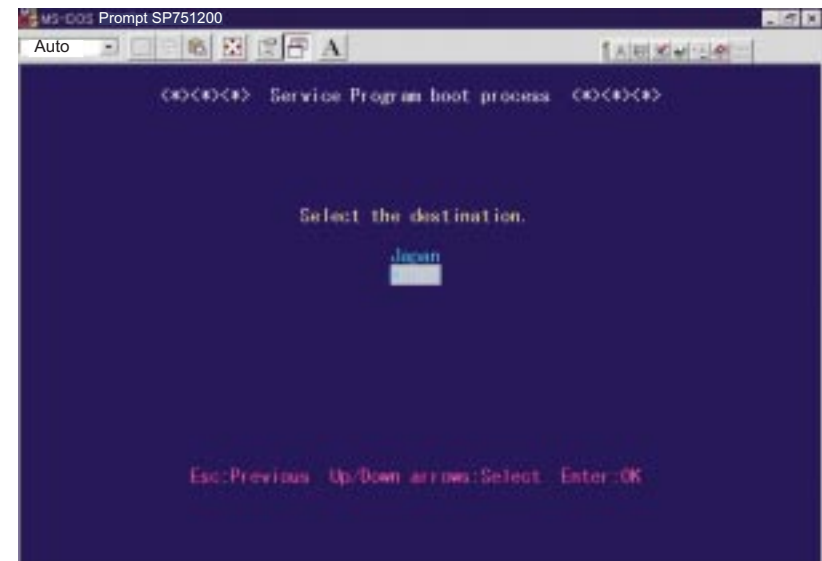 MS-DOS Prompt SP751200
Auto
A
<*><*><*> Service Program boot process <*><*><*>
Select the destination.
Japan
Esc:Previous Up/Down arrows:Select Enter:OK